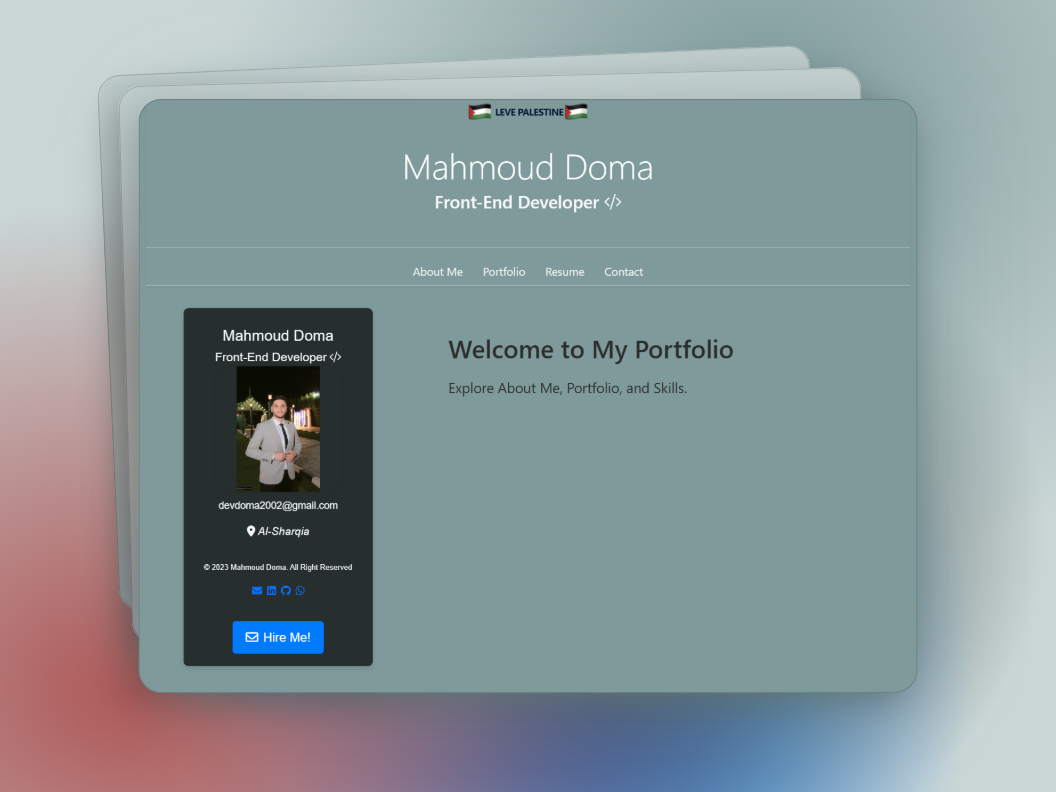 🇵🇸 LEVE PALESTINE 🇵🇸
Mahmoud Doma
Front-End Developer </>
About Me Portfolio Resume Contact
Mahmoud Doma
Front-End Developer </>
devdoma2002@gmail.com
Al-Sharqia
© 2023 Mahmoud Doma. All Right Reserved
Hire Me!
Welcome to My Portfolio
Explore About Me, Portfolio, and Skills.